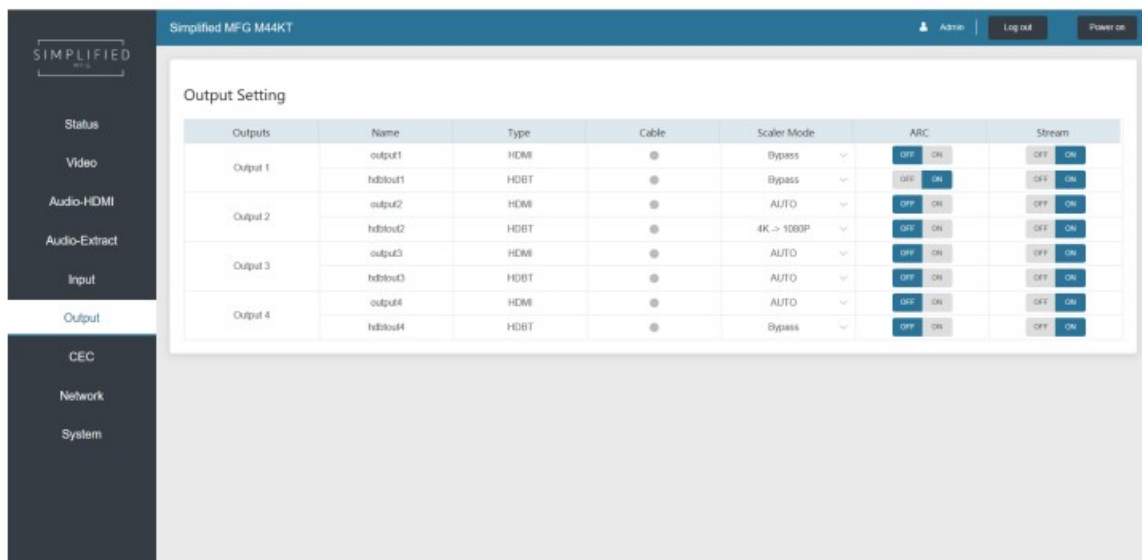 SIMPLIFIED
MFG
Simplified MFG M44KT
Admin
Log out
Power on
Status
Video
Audio-HDMI
Audio-Extract
Input
Output
CEC
Network
System
Output Setting
Outputs Name Type Cable Scaler Mode ARC Stream
Output 1
output1 HDMI Bypass OFF ON OFF ON
hdbtout1 HDBT Bypass OFF ON OFF ON
Output 2
output2 HDMI AUTO OFF ON OFF ON
hdbtout2 HDBT 4K -> 1080P OFF ON OFF ON
Output 3
output3 HDMI AUTO OFF ON OFF ON
hdbtout3 HDBT AUTO OFF ON OFF ON
Output 4
output4 HDMI AUTO OFF ON OFF ON
hdbtout4 HDBT Bypass OFF ON OFF ON